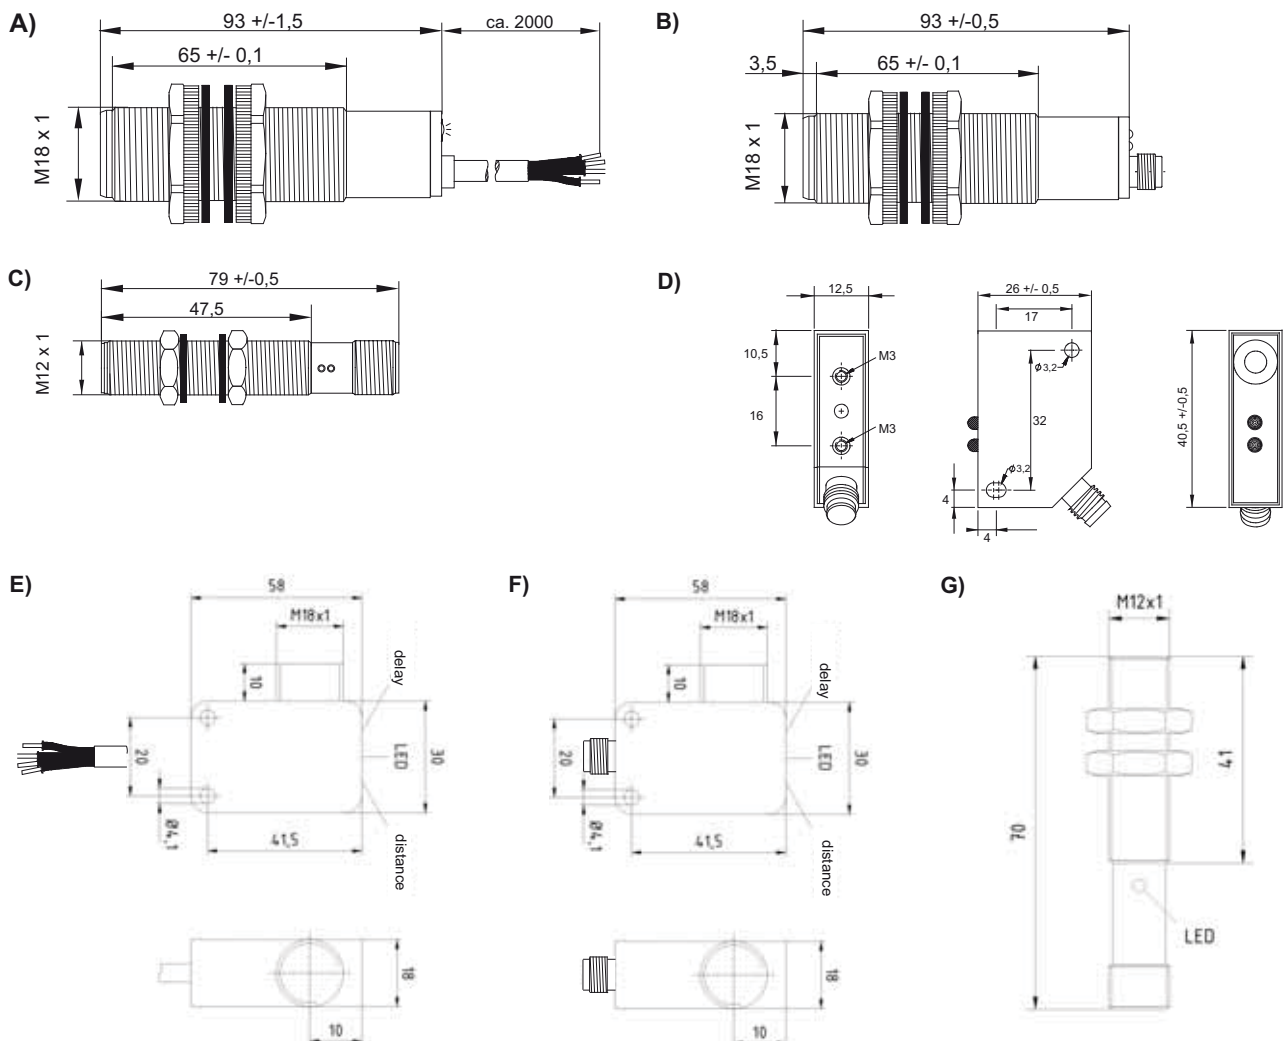 A)
93 +/-1,5
ca. 2000
65 +/- 0,1
M18 x 1
B)
93 +/-0,5
3,5
65 +/- 0,1
M18 x 1
C)
79 +/-0,5
47,5
M12 x 1
D)
12,5
10,5
M3
16
M3
26 +/- 0,5
17
ϕ3,2
32
ϕ3,2
4
4
40,5 +/-0,5
E)
58
M18x1
10
delay
20
LED
30
Ø4,1
41,5
distance
18
10
F)
58
M18x1
10
delay
20
LED
30
Ø4,1
41,5
distance
18
10
G)
M12x1
41
70
LED